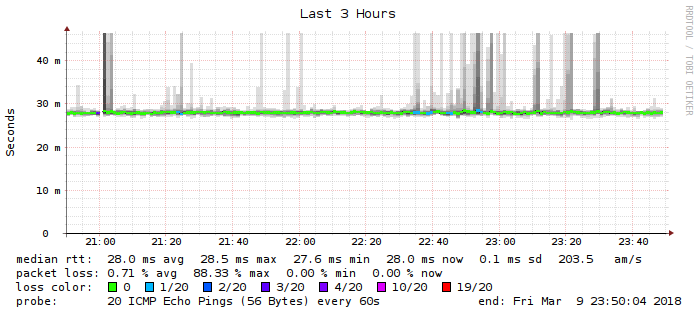 Last 3 Hours
RRDTOOL / TOBI OETIKER
Seconds
40 m
30 m
20 m
10 m
0
21:00 21:20 21:40 22:00 22:20 22:40 23:00 23:20 23:40
median rtt: 28.0 ms avg 28.5 ms max 27.6 ms min 28.0 ms now 0.1 ms sd 203.5 am/s
packet loss: 0.71 % avg 88.33 % max 0.00 % min 0.00 % now
loss color: 0 1/20 2/20 3/20 4/20 10/20 19/20
probe: 20 ICMP Echo Pings (56 Bytes) every 60s end: Fri Mar 9 23:50:04 2018